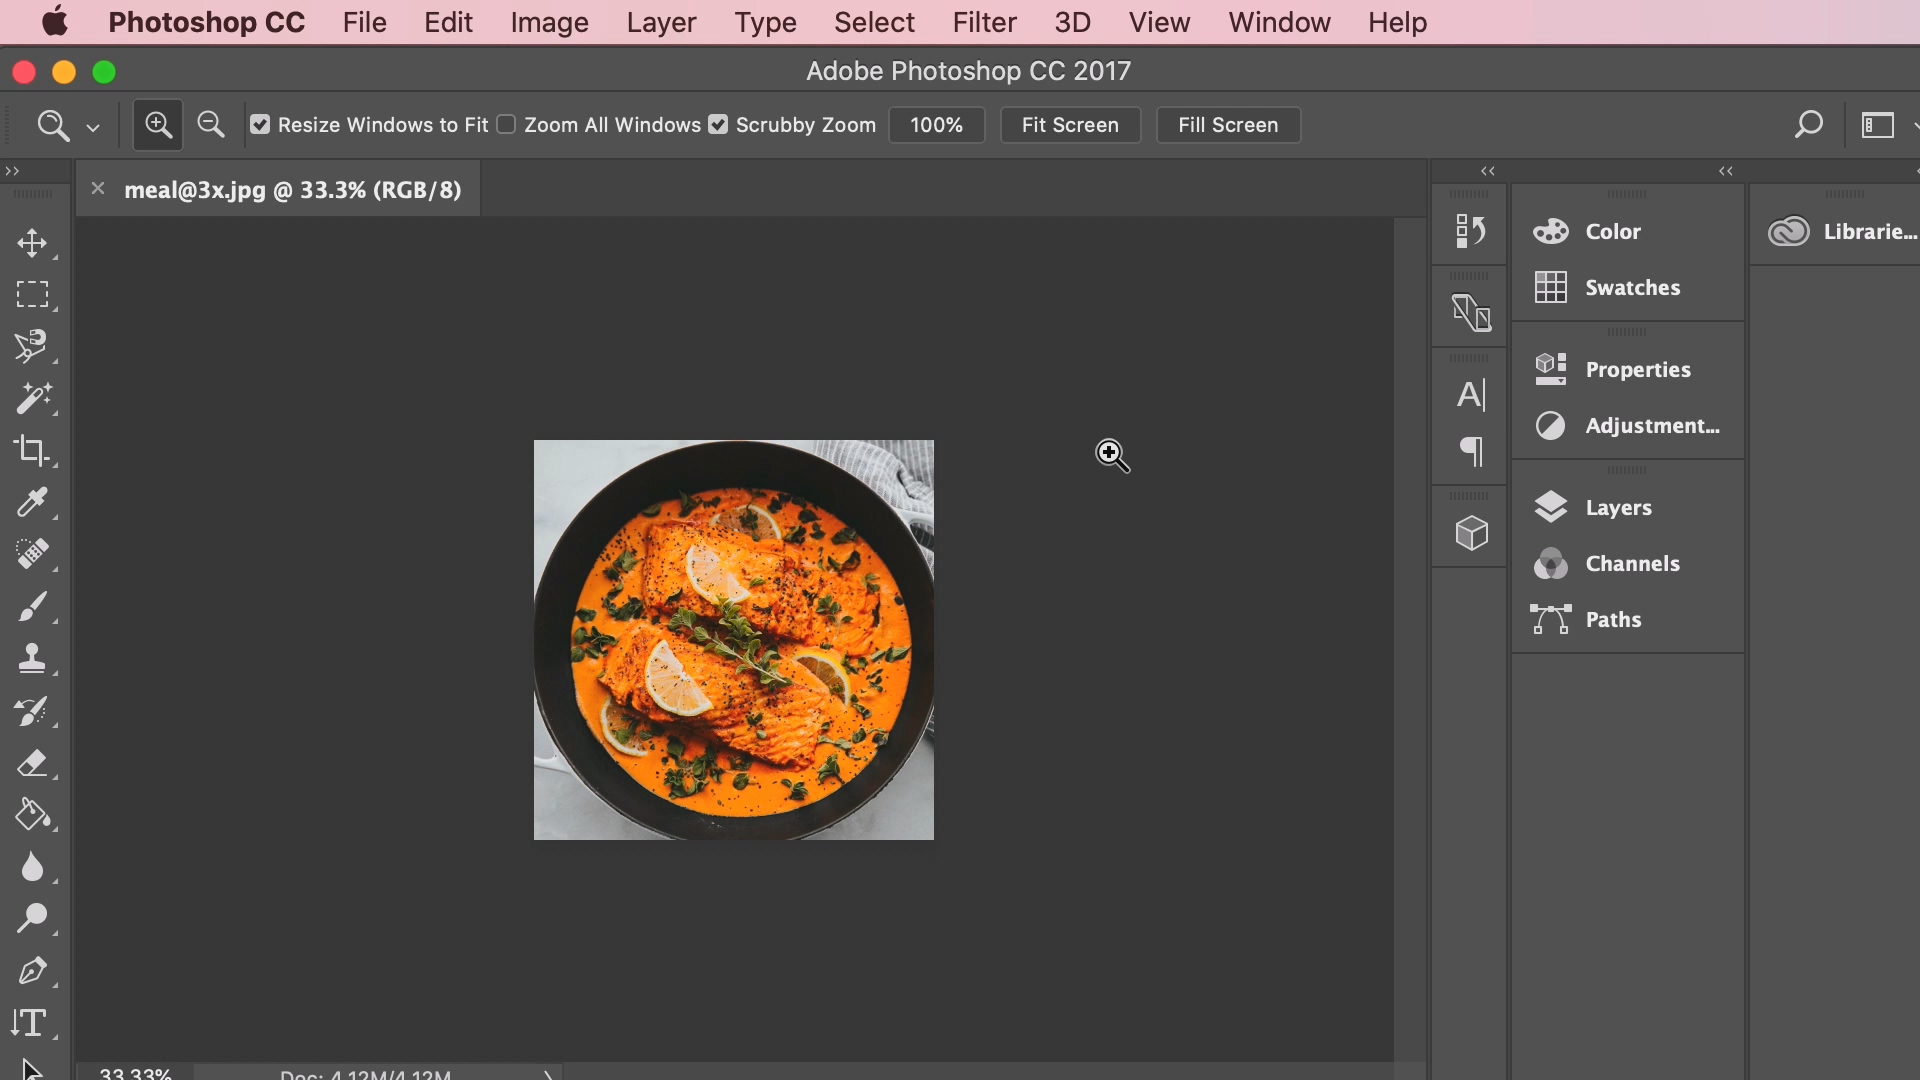 Photoshop CC File Edit Image Layer Type Select Filter 3D View Window Help
Adobe Photoshop CC 2017
Resize Windows to Fit Zoom All Windows Scrubby Zoom 100% Fit Screen Fill Screen
meal@3x.jpg @ 33.3% (RGB/8)
Color
Librarie...
Swatches
Properties
Adjustment...
Layers
Channels
Paths
33.33% Doc: 4.12M/4.12M